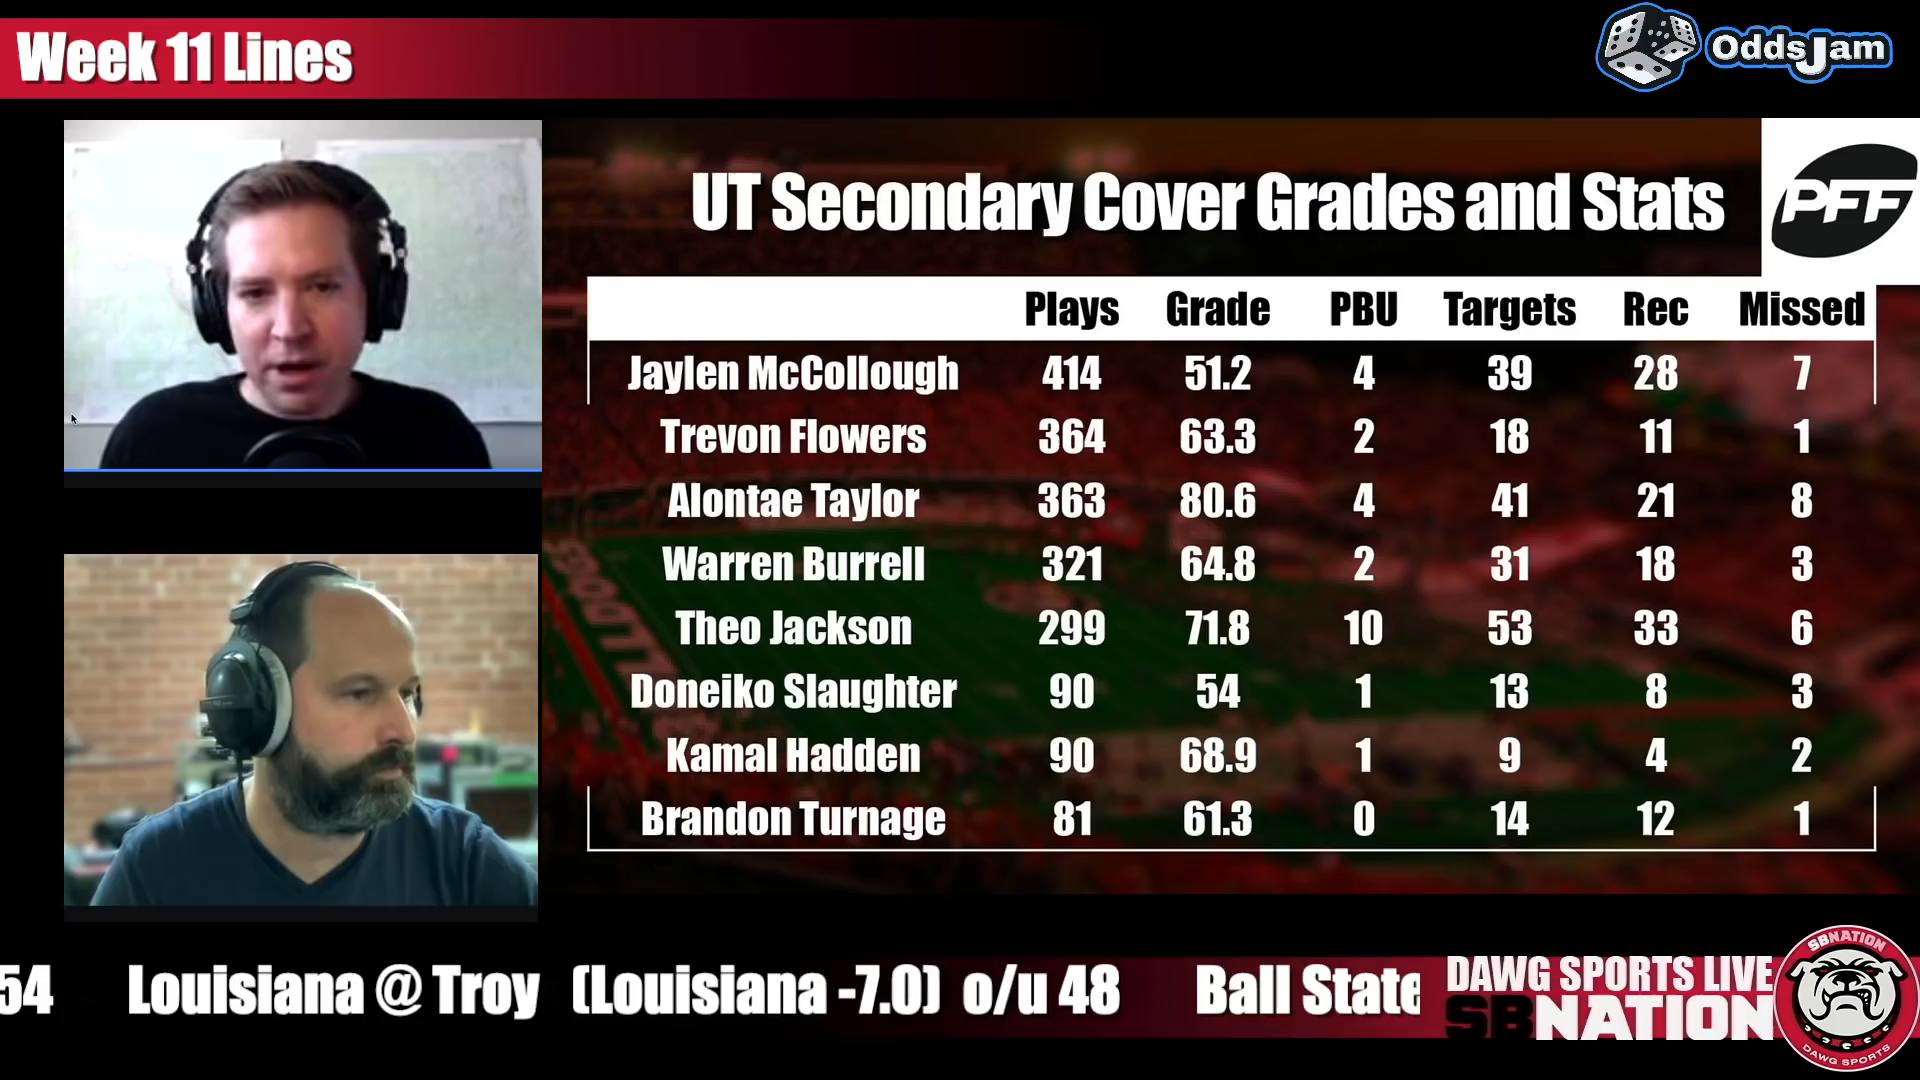 Week 11 Lines
OddsJam
UT Secondary Cover Grades and Stats
PFF
Plays Grade PBU Targets Rec Missed
Jaylen McCollough 414 51.2 4 39 28 7
Trevon Flowers 364 63.3 2 18 11 1
Alontae Taylor 363 80.6 4 41 21 8
Warren Burrell 321 64.8 2 31 18 3
Theo Jackson 299 71.8 10 53 33 6
Doneiko Slaughter 90 54 1 13 8 3
Kamal Hadden 90 68.9 1 9 4 2
Brandon Turnage 81 61.3 0 14 12 1
54 Louisiana @ Troy (Louisiana -7.0) o/u 48 Ball State
DAWG SPORTS LIVE
SBNATION
SBNATION
DAWG SPORTS